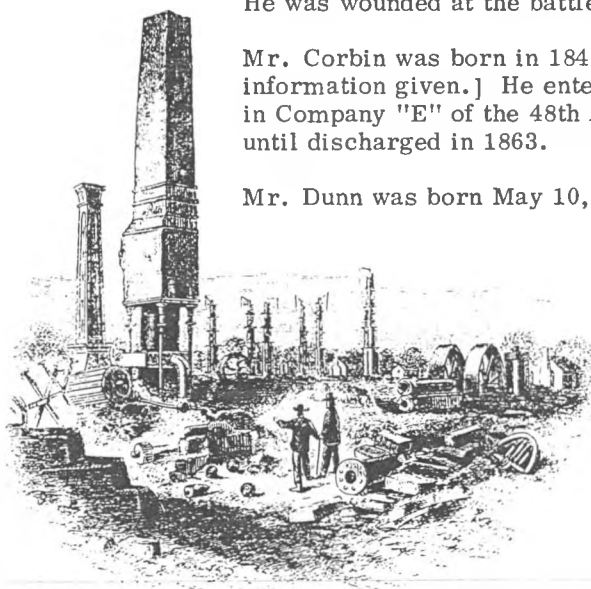 He was wounded at the battle
Mr. Corbin was born in 184
information given.] He ente
in Company "E" of the 48th
until discharged in 1863.
Mr. Dunn was born May 10,